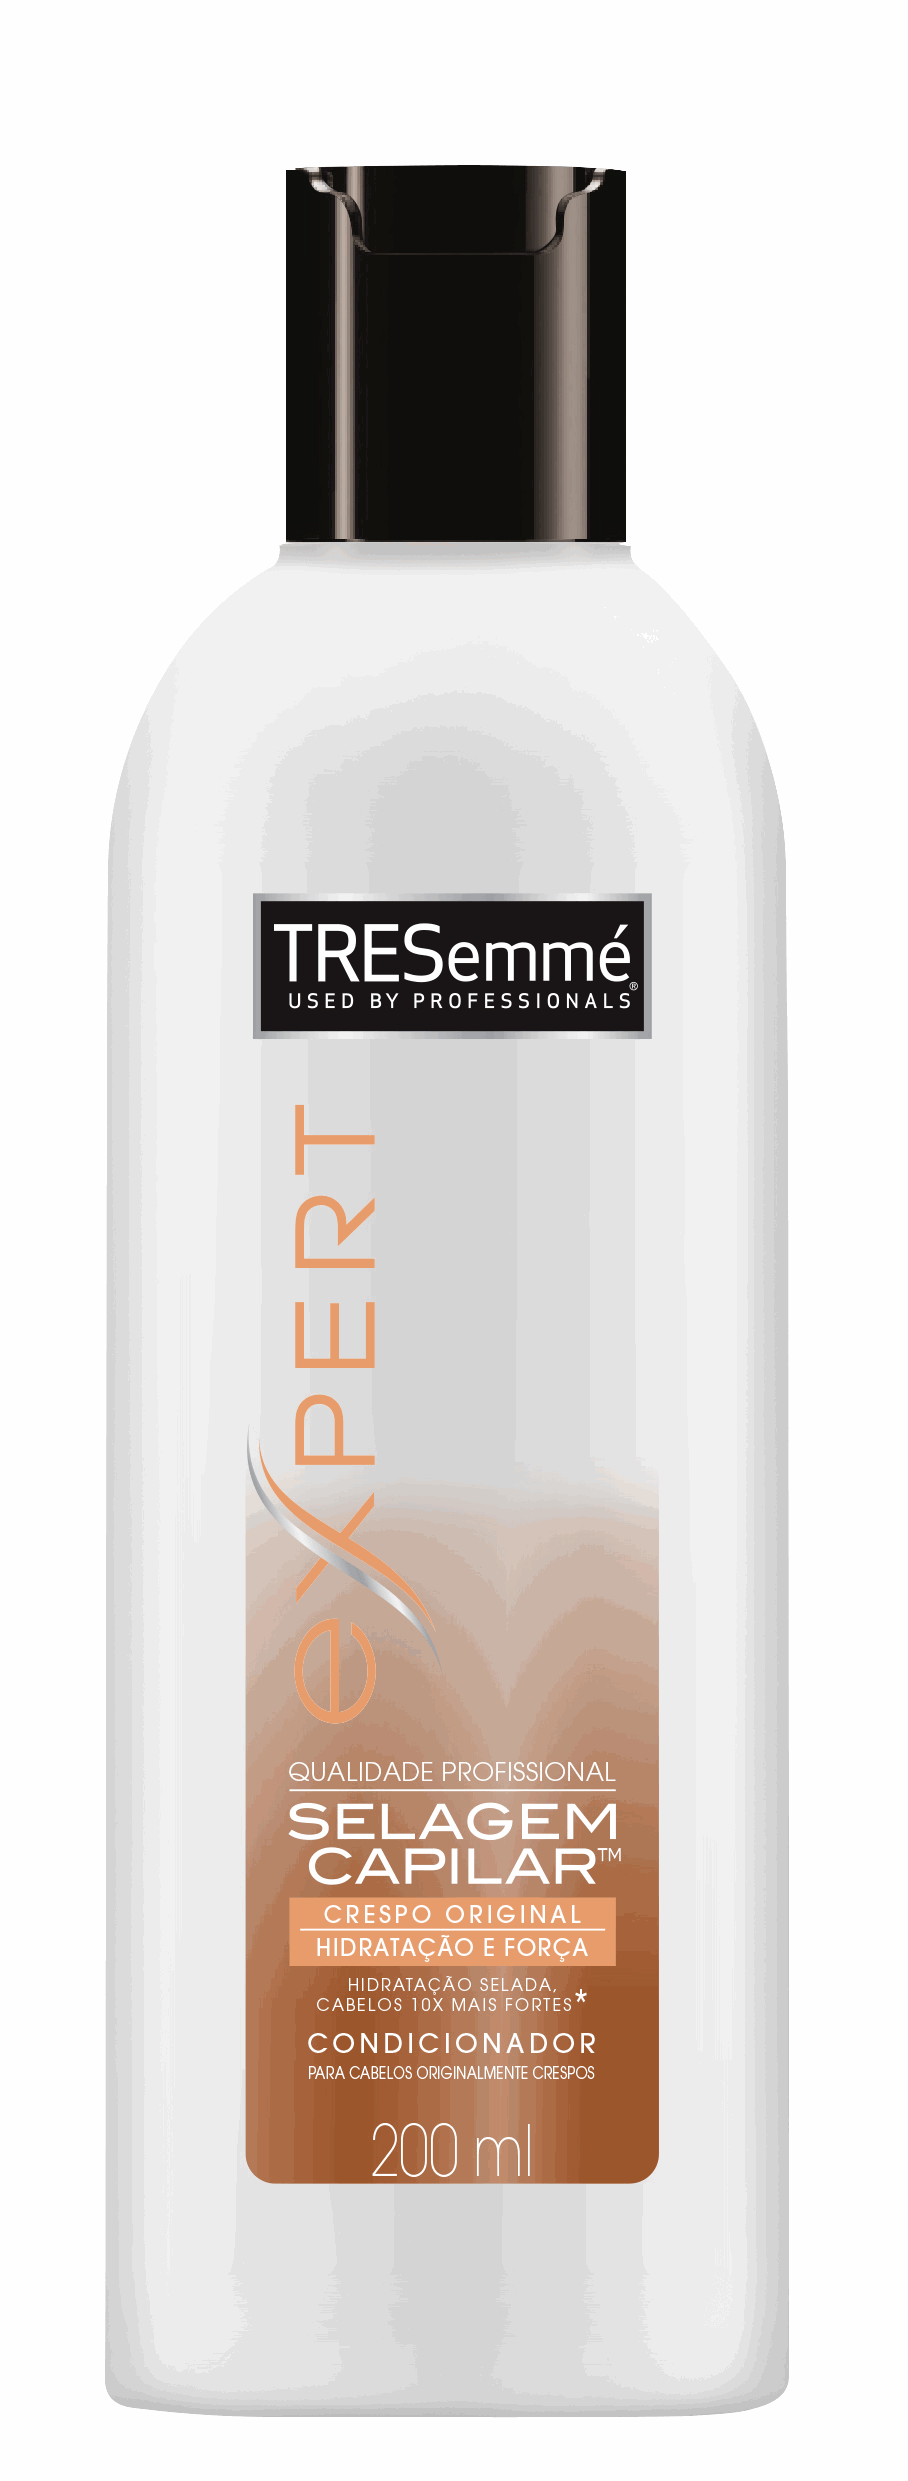 TRESemmé®
USED BY PROFESSIONALS
eXPERT
QUALIDADE PROFISSIONAL
SELAGEM
CAPILAR™
CRESPO ORIGINAL
HIDRATAÇÃO E FORÇA
HIDRATAÇÃO SELADA,
CABELOS 10X MAIS FORTES*
CONDICIONADOR
PARA CABELOS ORIGINALMENTE CRESPOS
200 ml